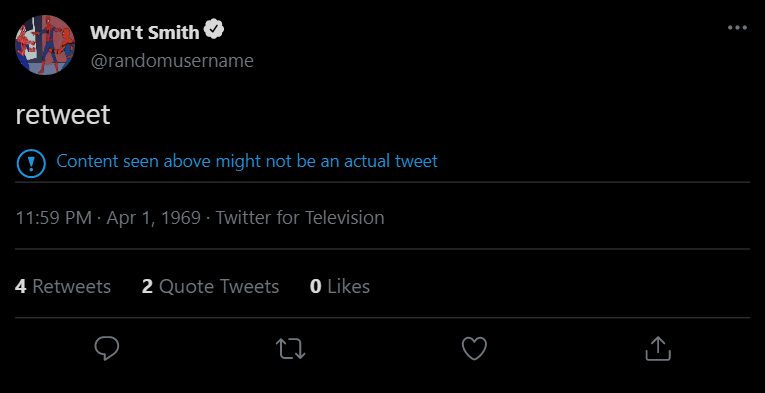 Won't Smith
@randomusername
retweet
Content seen above might not be an actual tweet
11:59 PM · Apr 1, 1969 · Twitter for Television
4 Retweets 2 Quote Tweets 0 Likes